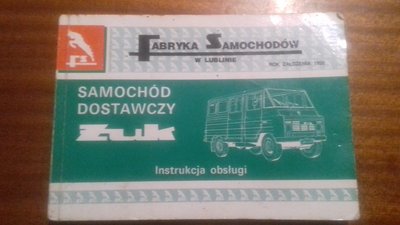 FABRYKA SAMOCHODÓW
W LUBLINIE
ROK ZAŁOŻENIA 1950
SAMOCHÓD
DOSTAWCZY
żuk
Instrukcja obsługi